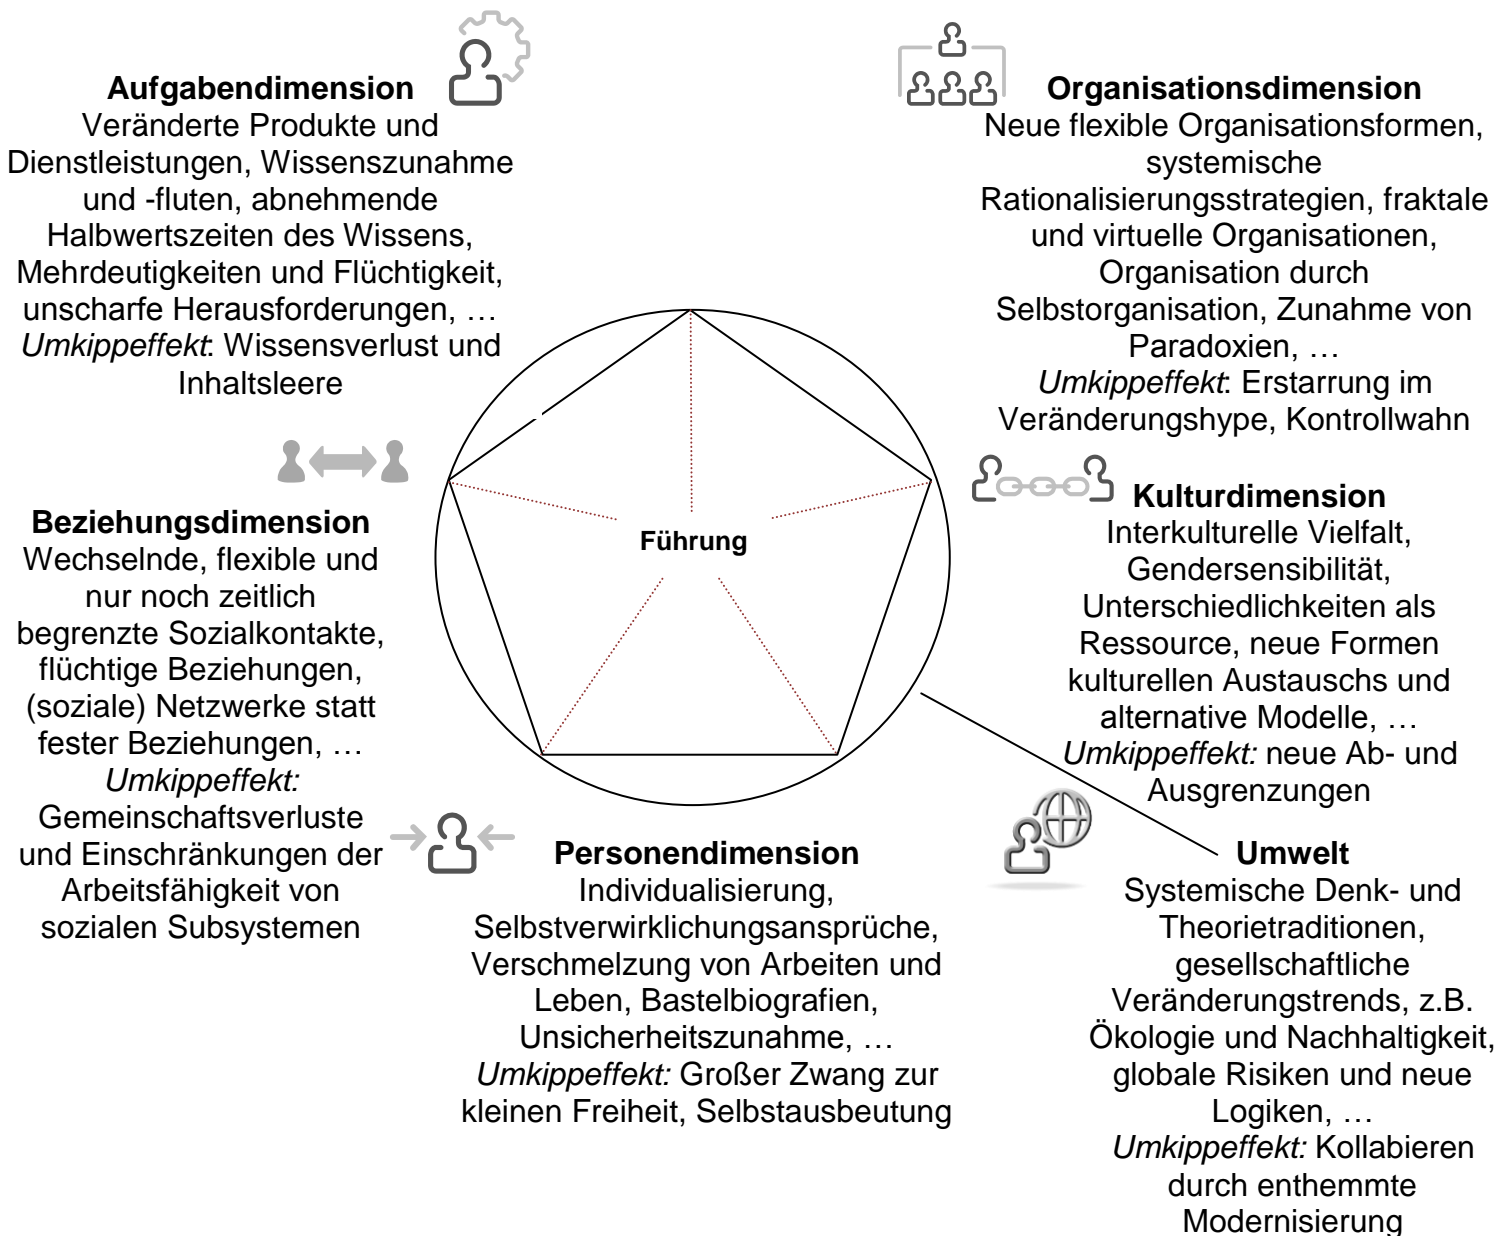 Aufgabendimension
Veränderte Produkte und
Dienstleistungen, Wissenszunahme
und -fluten, abnehmende
Halbwertszeiten des Wissens,
Mehrdeutigkeiten und Flüchtigkeit,
unscharfe Herausforderungen, …
Umkippeffekt: Wissensverlust und
Inhaltsleere
Organisationsdimension
Neue flexible Organisationsformen,
systemische
Rationalisierungsstrategien, fraktale
und virtuelle Organisationen,
Organisation durch
Selbstorganisation, Zunahme von
Paradoxien, …
Umkippeffekt: Erstarrung im
Veränderungshype, Kontrollwahn
Beziehungsdimension
Wechselnde, flexible und
nur noch zeitlich
begrenzte Sozialkontakte,
flüchtige Beziehungen,
(soziale) Netzwerke statt
fester Beziehungen, …
Umkippeffekt:
Gemeinschaftsverluste
und Einschränkungen der
Arbeitsfähigkeit von
sozialen Subsystemen
Führung
Kulturdimension
Interkulturelle Vielfalt,
Gendersensibilität,
Unterschiedlichkeiten als
Ressource, neue Formen
kulturellen Austauschs und
alternative Modelle, …
Umkippeffekt: neue Ab- und
Ausgrenzungen
Personendimension
Individualisierung,
Selbstverwirklichungsansprüche,
Verschmelzung von Arbeiten und
Leben, Bastelbiografien,
Unsicherheitszunahme, …
Umkippeffekt: Großer Zwang zur
kleinen Freiheit, Selbstausbeutung
Umwelt
Systemische Denk- und
Theorietraditionen,
gesellschaftliche
Veränderungstrends, z.B.
Ökologie und Nachhaltigkeit,
globale Risiken und neue
Logiken, …
Umkippeffekt: Kollabieren
durch enthemmte
Modernisierung